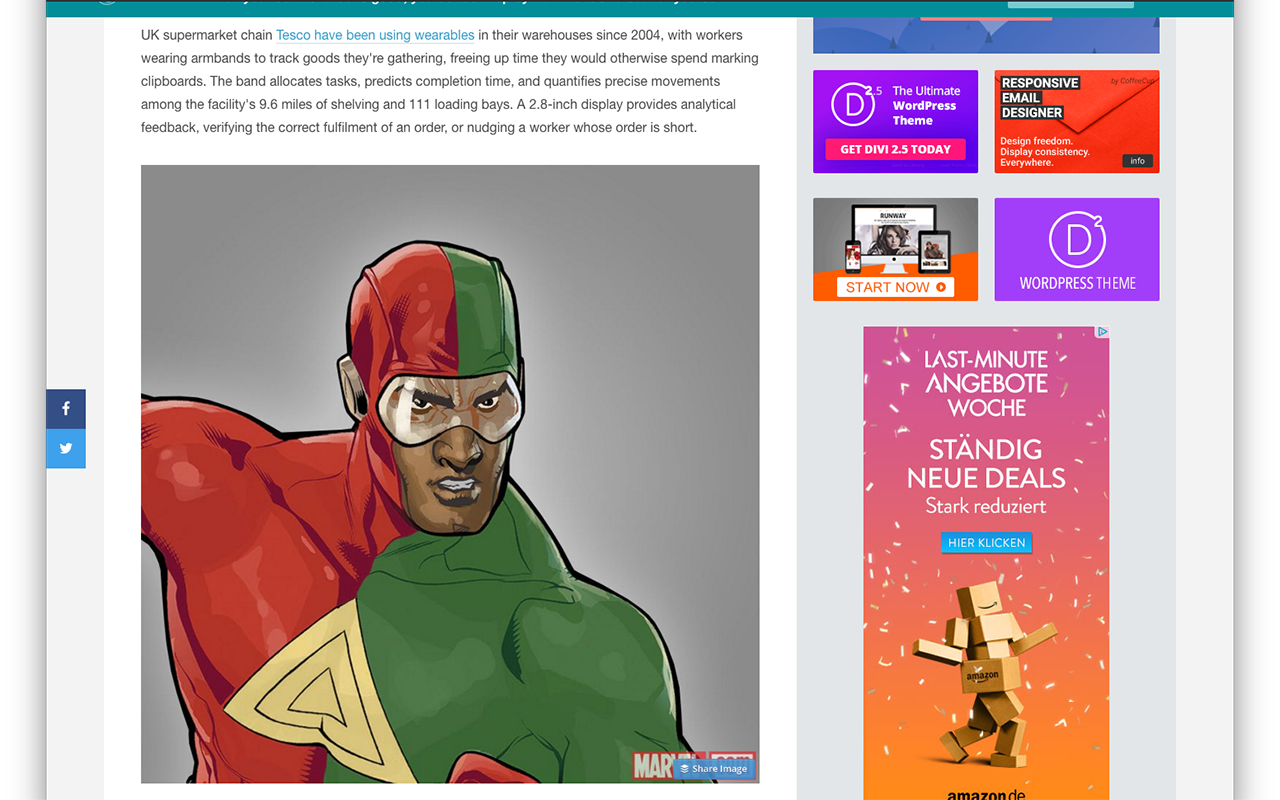 UK supermarket chain Tesco have been using wearables in their warehouses since 2004, with workers
wearing armbands to track goods they're gathering, freeing up time they would otherwise spend marking
clipboards. The band allocates tasks, predicts completion time, and quantifies precise movements
among the facility's 9.6 miles of shelving and 111 loading bays. A 2.8-inch display provides analytical
feedback, verifying the correct fulfilment of an order, or nudging a worker whose order is short.
Share Image
D 2.5
The Ultimate
WordPress
Theme
GET DIVI 2.5 TODAY
by CoffeeCup
RESPONSIVE
EMAIL
DESIGNER
Design freedom.
Display consistency.
Everywhere.
info
RUNWAY
START NOW
D 2
WORDPRESS THEME
LAST-MINUTE
ANGEBOTE
WOCHE
STÄNDIG
NEUE DEALS
Stark reduziert
HIER KLICKEN
amazon
amazon.de